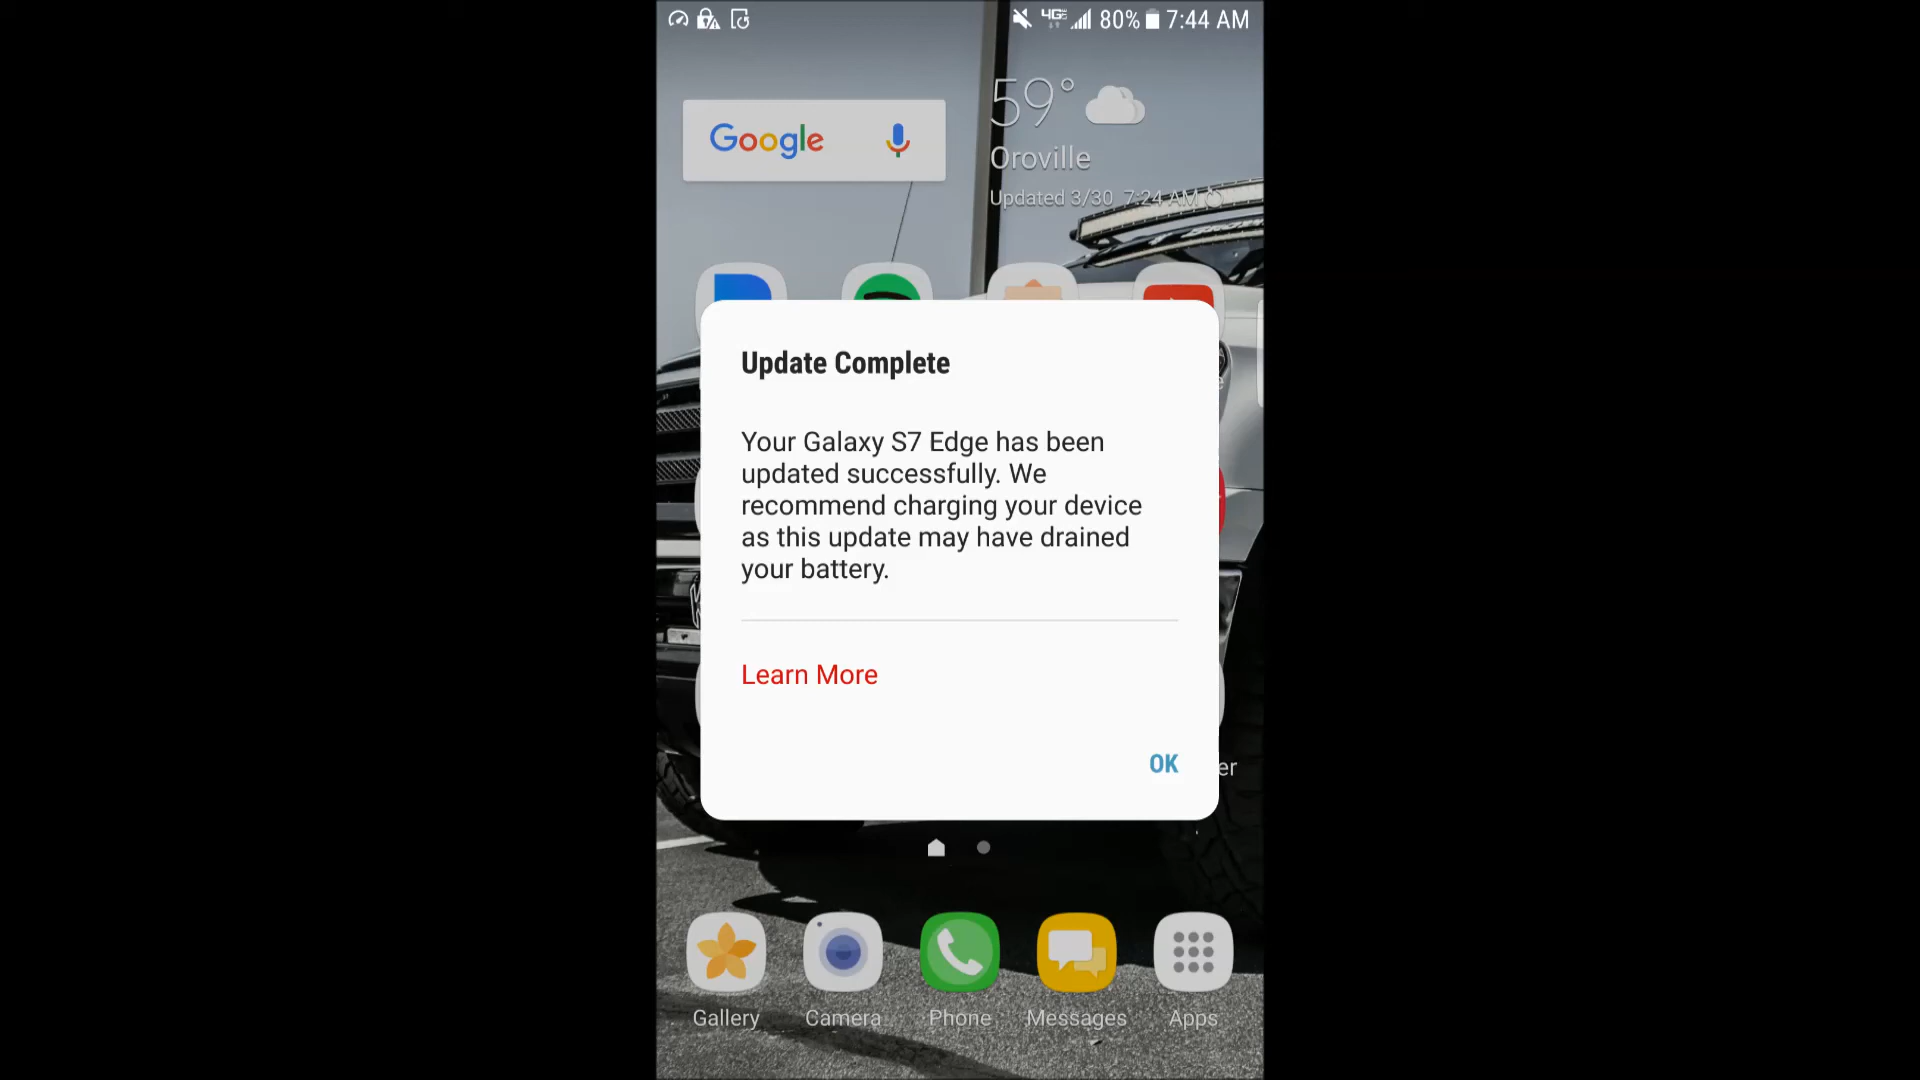 4G 80% 7:44 AM
Google
59°
Oroville
Updated 3/30 7:24 AM
Update Complete
Your Galaxy S7 Edge has been
updated successfully. We
recommend charging your device
as this update may have drained
your battery.
Learn More
OK
er
Gallery Camera Phone Messages Apps